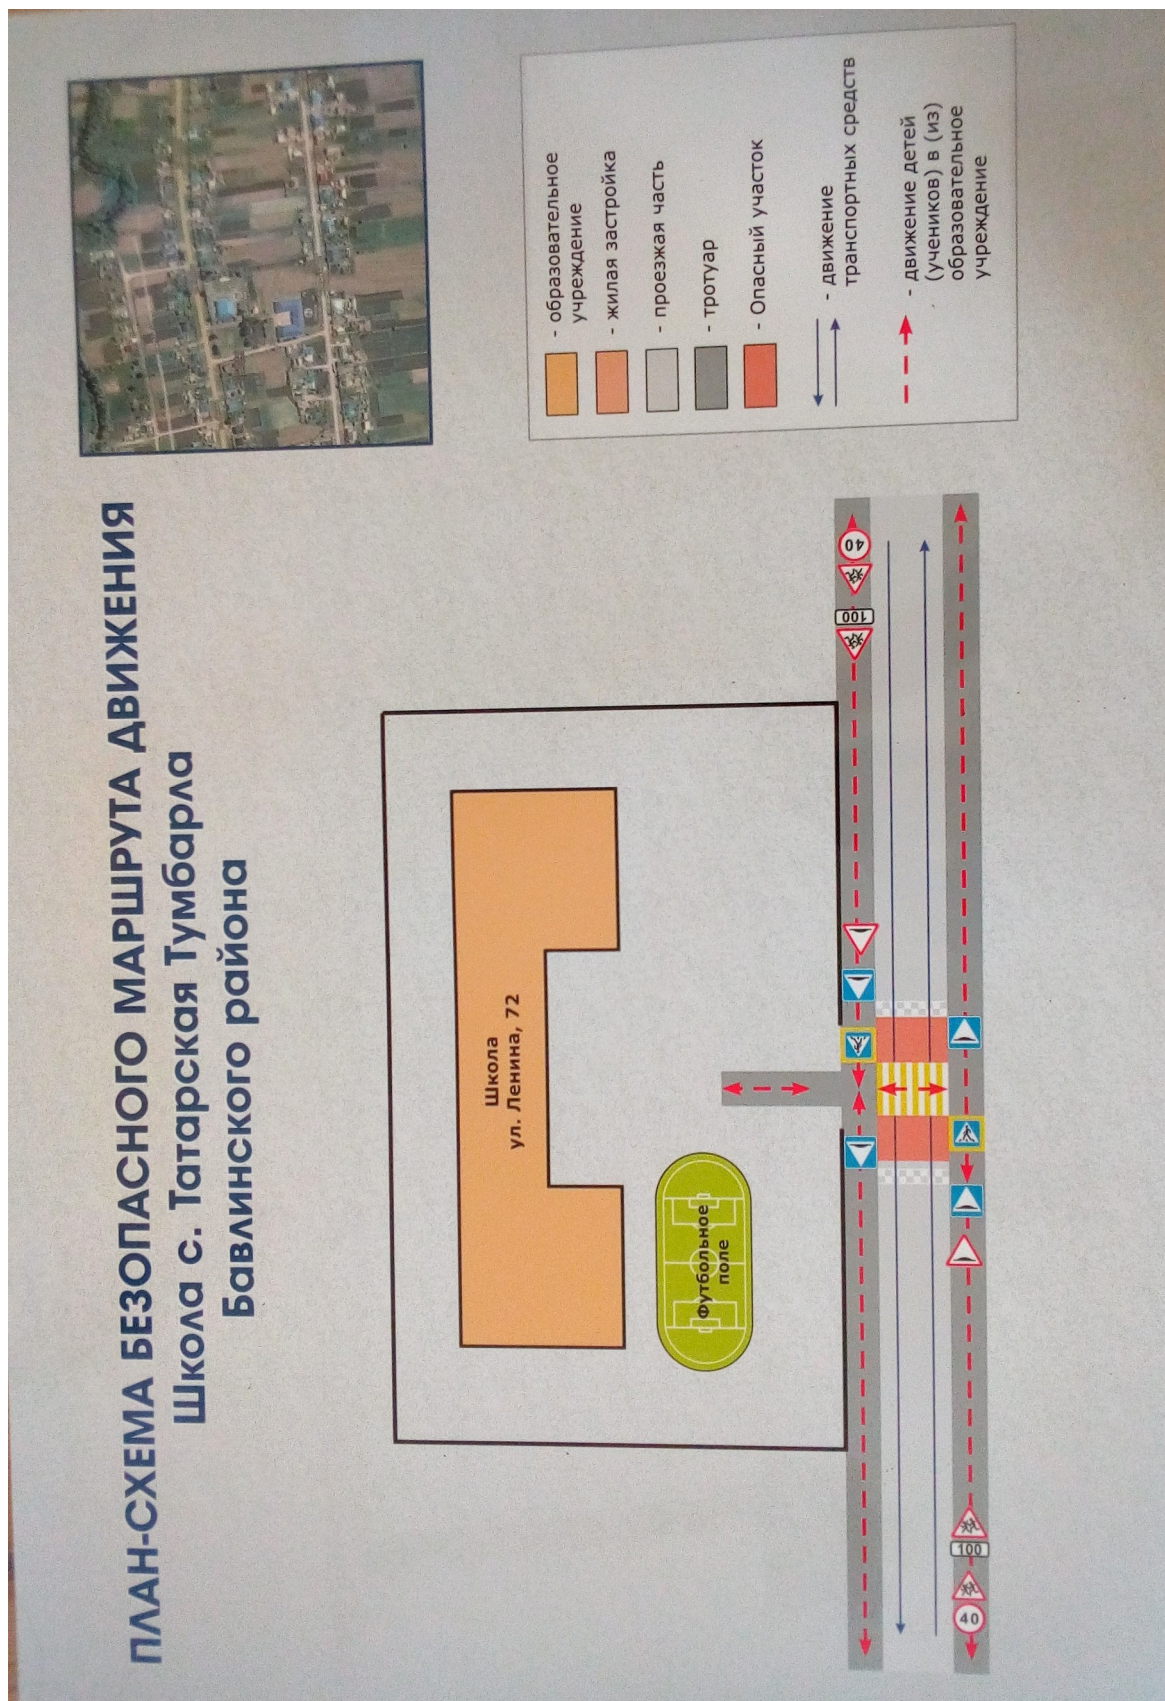 ПЛАН-СХЕМА БЕЗОПАСНОГО МАРШРУТА ДВИЖЕНИЯ
Школа с. Татарская Тумбарла
Бавлинского района
- образовательное
учреждение
- жилая застройка
- проезжая часть
- тротуар
- Опасный участок
- движение
транспортных средств
- движение детей
(учеников) в (из)
образовательное
учреждение
Школа
ул. Ленина, 72
Футбольное
поле
100
40
40
100